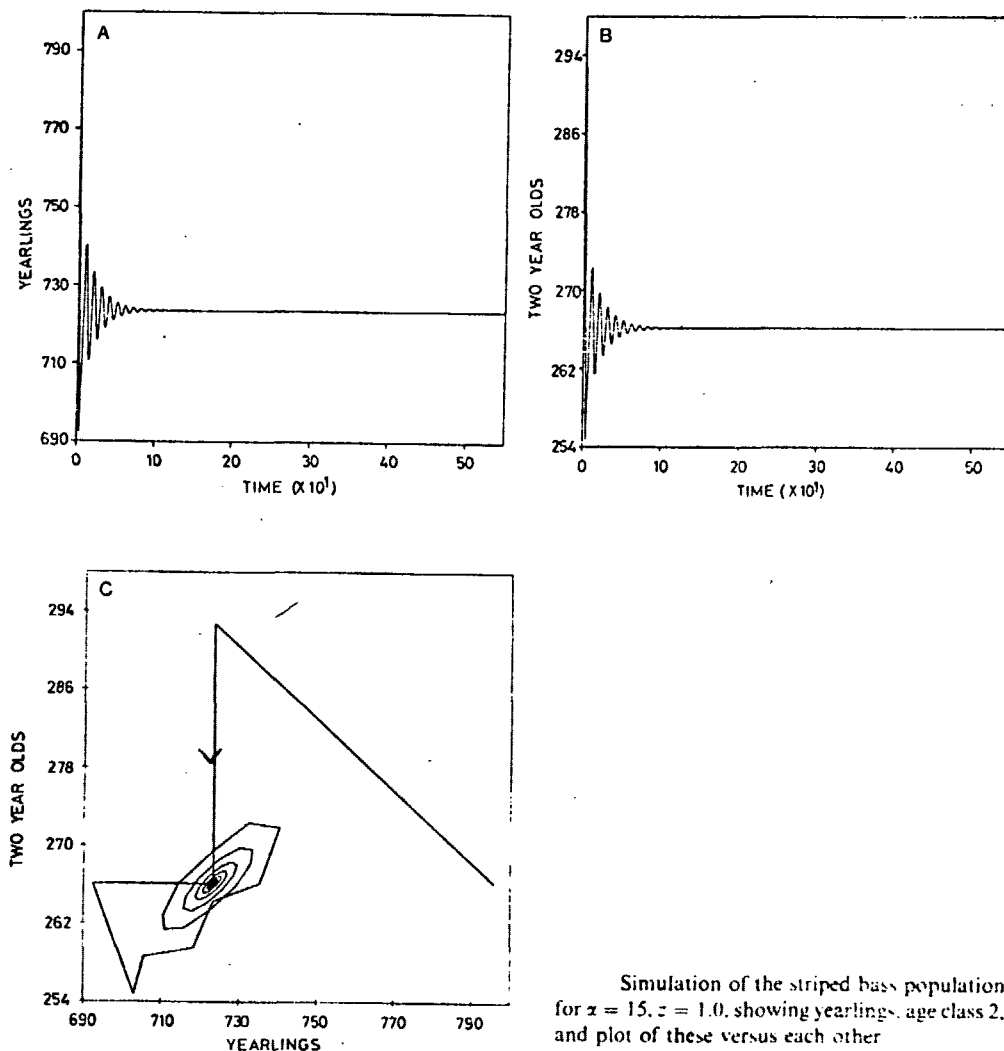 A
790
770
750
730
710
690
YEARLINGS
0 10 20 30 40 50
TIME (X10¹)
B
294
286
278
270
262
254
TWO YEAR OLDS
0 10 20 30 40 50
TIME (X10¹)
C
294
286
278
270
262
254
TWO YEAR OLDS
690 710 730 750 770 790
YEARLINGS
Simulation of the striped bass population
for α = 15, z = 1.0, showing yearlings, age class 2,
and plot of these versus each other